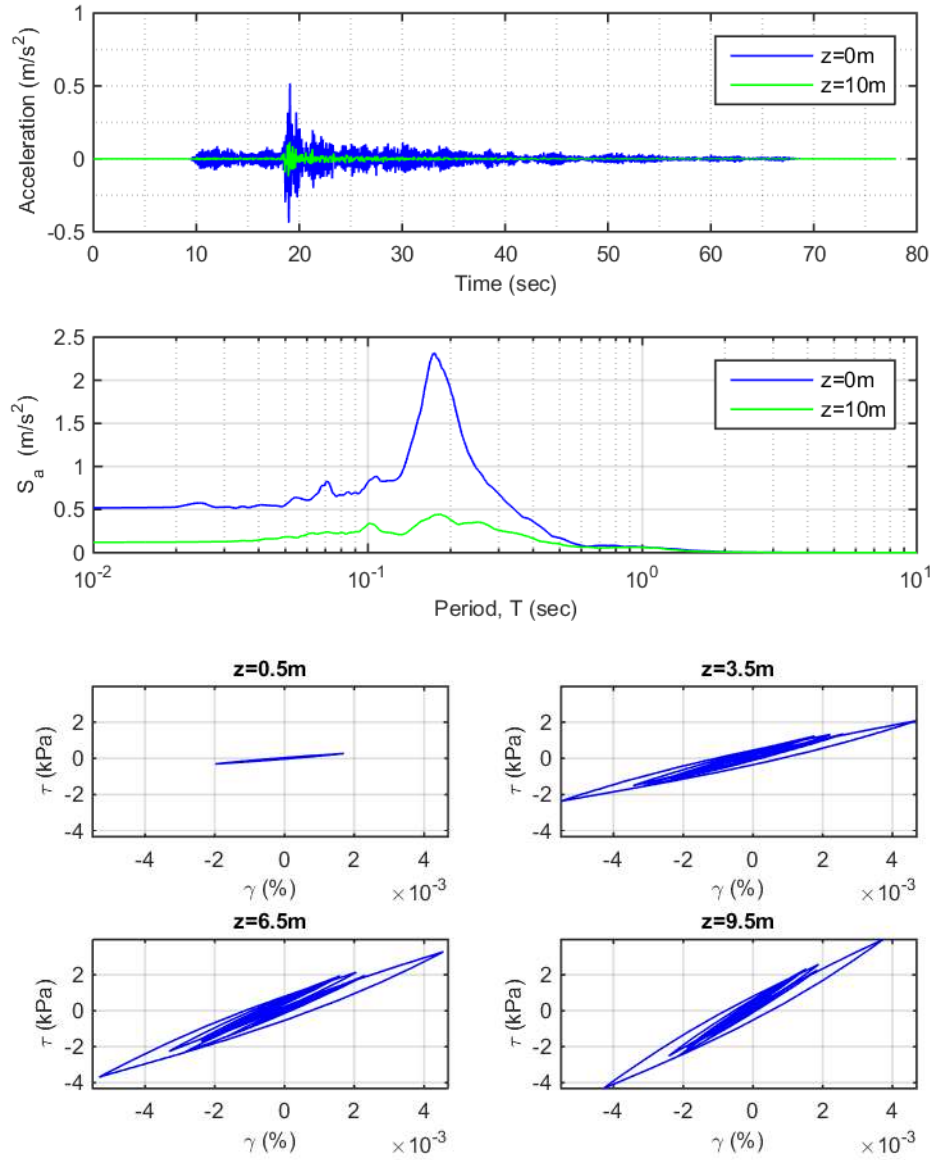 Acceleration (m/s²)
1
0.5
0
-0.5
z=0m
z=10m
0 10 20 30 40 50 60 70 80
Time (sec)
S_a (m/s²)
2.5
2
1.5
1
0.5
0
z=0m
z=10m
10⁻² 10⁻¹ 10⁰ 10¹
Period, T (sec)
z=0.5m
τ (kPa)
2
0
-2
-4
-4 -2 0 2 4
γ (%) ×10⁻³
z=3.5m
τ (kPa)
2
0
-2
-4
-4 -2 0 2 4
γ (%) ×10⁻³
z=6.5m
τ (kPa)
2
0
-2
-4
-4 -2 0 2 4
γ (%) ×10⁻³
z=9.5m
τ (kPa)
2
0
-2
-4
-4 -2 0 2 4
γ (%) ×10⁻³